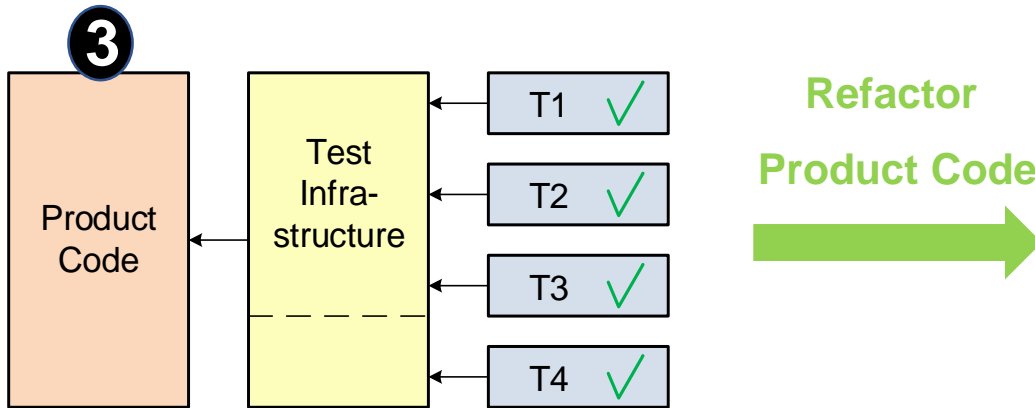 3
Product
Code
Test
Infra-
structure
T1
T2
T3
T4
Refactor
Product Code